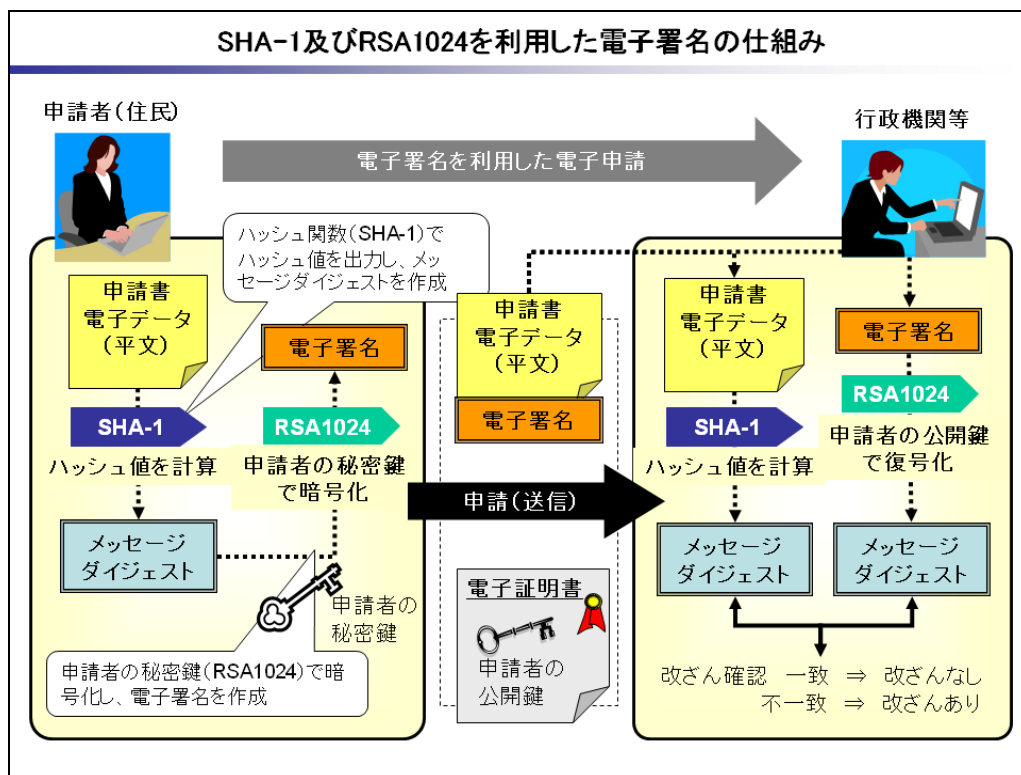 SHA-1及びRSA1024を利用した電子署名の仕組み
申請者(住民)
行政機関等
電子署名を利用した電子申請
ハッシュ関数(SHA-1)で
ハッシュ値を出力し、メッ
セージダイジェストを作成
申請書
電子データ
(平文)
電子署名
SHA-1
RSA1024
ハッシュ値を計算
申請者の秘密鍵
で暗号化
メッセージ
ダイジェスト
申請者の
秘密鍵
申請者の秘密鍵(RSA1024)で暗
号化し、電子署名を作成
申請書
電子データ
(平文)
電子署名
申請(送信)
電子証明書
申請者の
公開鍵
申請書
電子データ
(平文)
電子署名
SHA-1
RSA1024
ハッシュ値を計算
申請者の公開鍵
で復号化
メッセージ
ダイジェスト
メッセージ
ダイジェスト
改ざん確認 一致 ⇒ 改ざんなし
不一致 ⇒ 改ざんあり